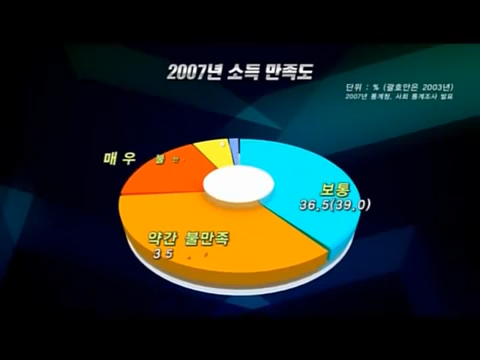 2007년 소득 만족도
단위 : % (괄호안은 2003년)
2007년 통계청, 사회 통계조사 발표
매우 불
보통
36.5(39.0)
약간 불만족
35